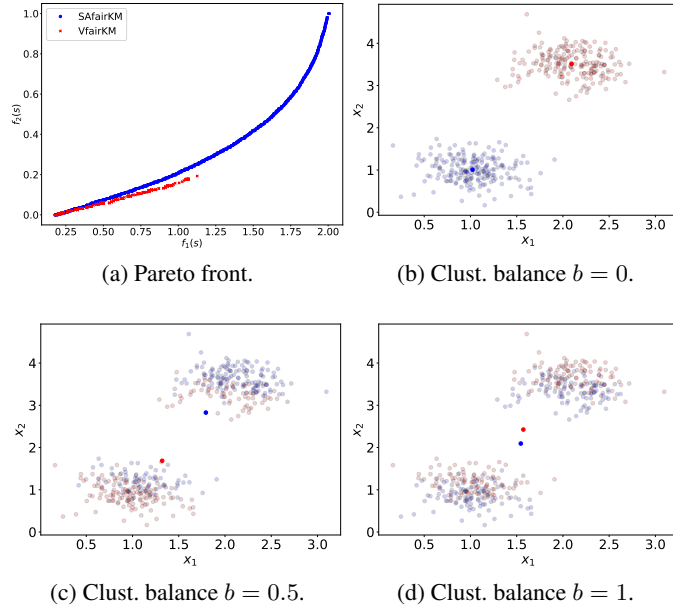 SAfairKM
VfairKM
f₂(s)
1.0
0.8
0.6
0.4
0.2
0.0
0.25 0.50 0.75 1.00 1.25 1.50 1.75 2.00
f₁(s)
(a) Pareto front.
x₂
4
3
2
1
0
0.5 1.0 1.5 2.0 2.5 3.0
x₁
(b) Clust. balance b = 0.
x₂
4
3
2
1
0
0.5 1.0 1.5 2.0 2.5 3.0
x₁
(c) Clust. balance b = 0.5.
x₂
4
3
2
1
0
0.5 1.0 1.5 2.0 2.5 3.0
x₁
(d) Clust. balance b = 1.